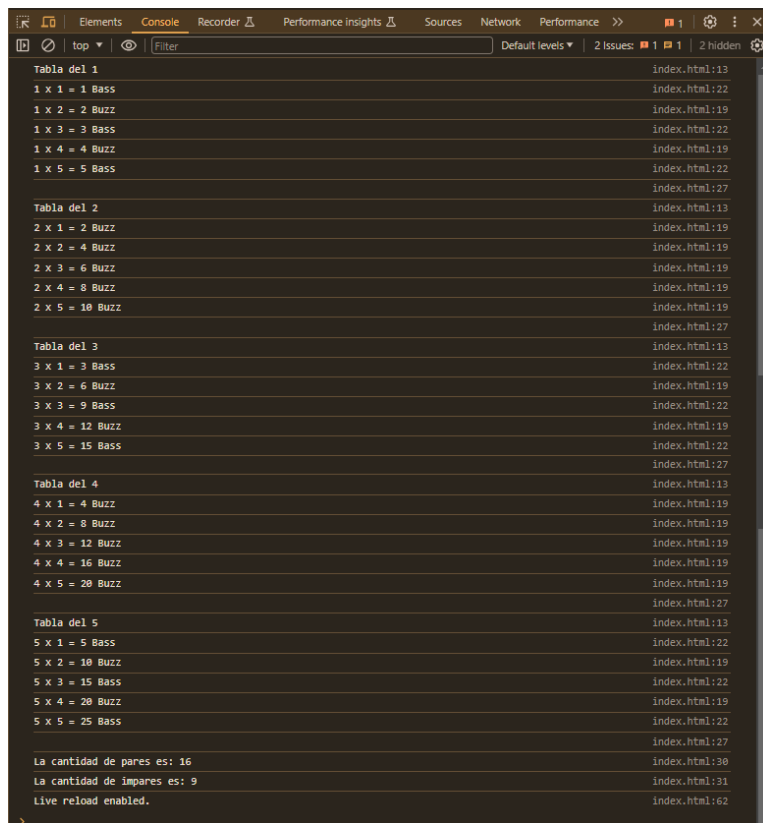 Elements Console Recorder Performance insights Sources Network Performance 1
top Filter Default levels 2 Issues: 1 1 2 hidden
Tabla del 1 index.html:13
1 x 1 = 1 Bass index.html:22
1 x 2 = 2 Buzz index.html:19
1 x 3 = 3 Bass index.html:22
1 x 4 = 4 Buzz index.html:19
1 x 5 = 5 Bass index.html:22
index.html:27
Tabla del 2 index.html:13
2 x 1 = 2 Buzz index.html:19
2 x 2 = 4 Buzz index.html:19
2 x 3 = 6 Buzz index.html:19
2 x 4 = 8 Buzz index.html:19
2 x 5 = 10 Buzz index.html:19
index.html:27
Tabla del 3 index.html:13
3 x 1 = 3 Bass index.html:22
3 x 2 = 6 Buzz index.html:19
3 x 3 = 9 Bass index.html:22
3 x 4 = 12 Buzz index.html:19
3 x 5 = 15 Bass index.html:22
index.html:27
Tabla del 4 index.html:13
4 x 1 = 4 Buzz index.html:19
4 x 2 = 8 Buzz index.html:19
4 x 3 = 12 Buzz index.html:19
4 x 4 = 16 Buzz index.html:19
4 x 5 = 20 Buzz index.html:19
index.html:27
Tabla del 5 index.html:13
5 x 1 = 5 Bass index.html:22
5 x 2 = 10 Buzz index.html:19
5 x 3 = 15 Bass index.html:22
5 x 4 = 20 Buzz index.html:19
5 x 5 = 25 Bass index.html:22
index.html:27
La cantidad de pares es: 16 index.html:30
La cantidad de impares es: 9 index.html:31
Live reload enabled. index.html:62